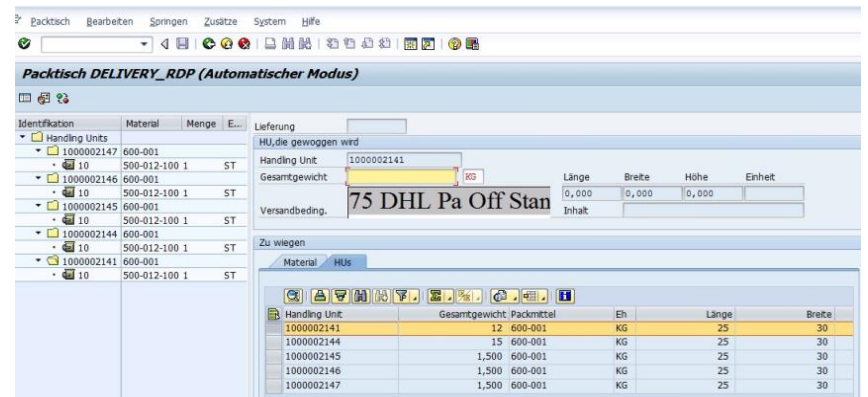 Packtisch Bearbeiten Springen Zusätze System Hilfe
Packtisch DELIVERY_RDP (Automatischer Modus)
Identifikation Material Menge E...
Handling Units
1000002147 600-001
10 500-012-100 1 ST
1000002146 600-001
10 500-012-100 1 ST
1000002145 600-001
10 500-012-100 1 ST
1000002144 600-001
10 500-012-100 1 ST
1000002141 600-001
10 500-012-100 1 ST
Lieferung
HU,die gewoggen wird
Handling Unit 1000002141
Gesamtgewicht KG Länge Breite Höhe Einheit
0,000 0,000 0,000
Versandbeding. 75 DHL Pa Off Stan Inhalt
Zu wiegen
Material HUs
Handling Unit Gesamtgewicht Packmittel Eh Länge Breite
1000002141 12 600-001 KG 25 30
1000002144 15 600-001 KG 25 30
1000002145 1,500 600-001 KG 25 30
1000002146 1,500 600-001 KG 25 30
1000002147 1,500 600-001 KG 25 30